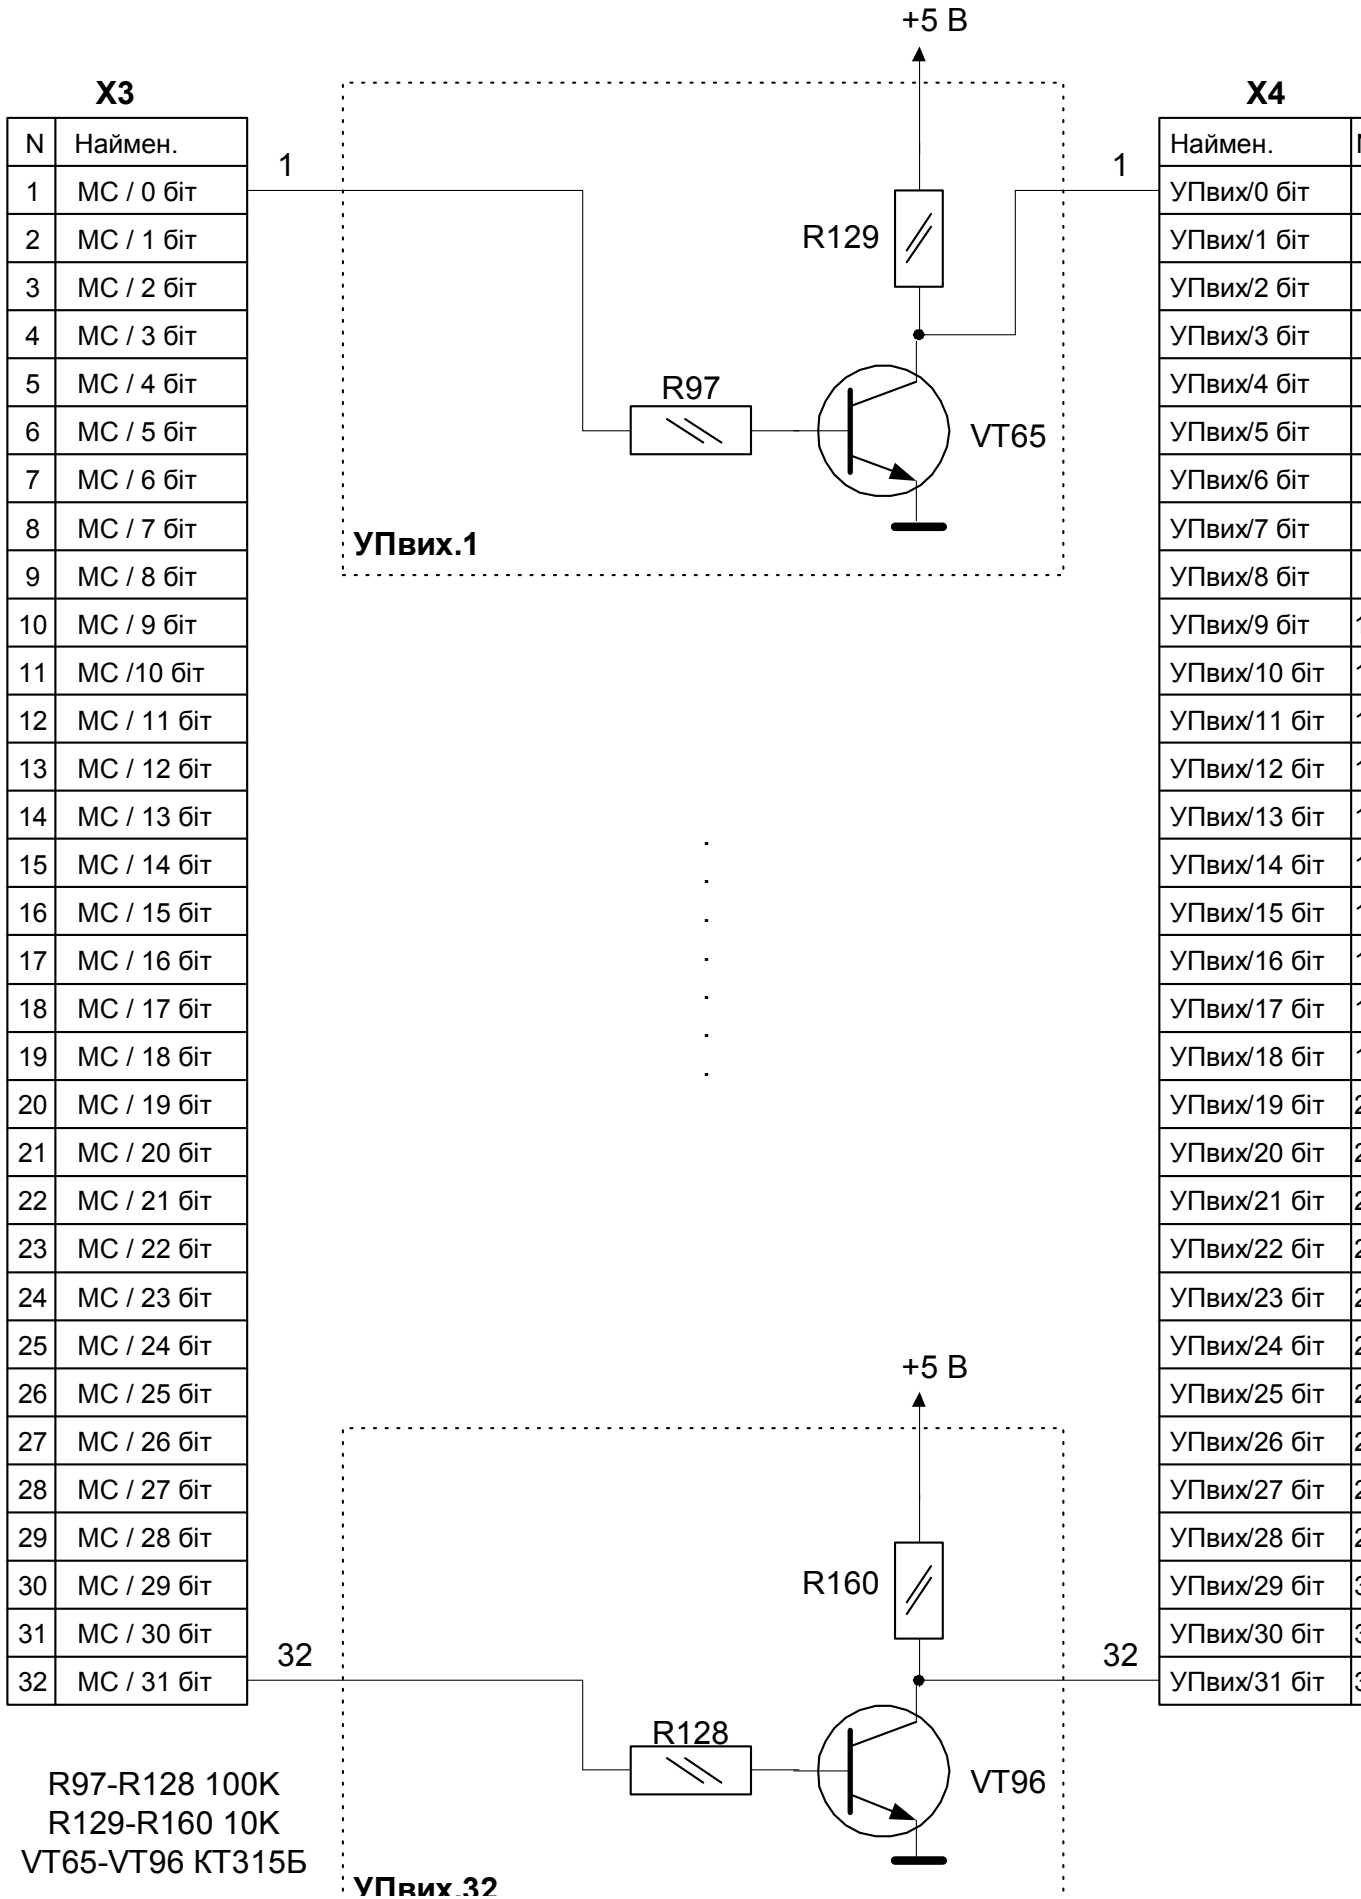 +5 В
X3
X4
N Наймен.
Наймен.
1 МС / 0 біт
2 МС / 1 біт
3 МС / 2 біт
4 МС / 3 біт
5 МС / 4 біт
6 МС / 5 біт
7 МС / 6 біт
8 МС / 7 біт
9 МС / 8 біт
10 МС / 9 біт
11 МС /10 біт
12 МС / 11 біт
13 МС / 12 біт
14 МС / 13 біт
15 МС / 14 біт
16 МС / 15 біт
17 МС / 16 біт
18 МС / 17 біт
19 МС / 18 біт
20 МС / 19 біт
21 МС / 20 біт
22 МС / 21 біт
23 МС / 22 біт
24 МС / 23 біт
25 МС / 24 біт
26 МС / 25 біт
27 МС / 26 біт
28 МС / 27 біт
29 МС / 28 біт
30 МС / 29 біт
31 МС / 30 біт
32 МС / 31 біт
1
1
R129
R97
VT65
УПвих.1
+5 В
R160
32
32
R128
VT96
УПвих.32
УПвих/0 біт
УПвих/1 біт
УПвих/2 біт
УПвих/3 біт
УПвих/4 біт
УПвих/5 біт
УПвих/6 біт
УПвих/7 біт
УПвих/8 біт
УПвих/9 біт
УПвих/10 біт
УПвих/11 біт
УПвих/12 біт
УПвих/13 біт
УПвих/14 біт
УПвих/15 біт
УПвих/16 біт
УПвих/17 біт
УПвих/18 біт
УПвих/19 біт
УПвих/20 біт
УПвих/21 біт
УПвих/22 біт
УПвих/23 біт
УПвих/24 біт
УПвих/25 біт
УПвих/26 біт
УПвих/27 біт
УПвих/28 біт
УПвих/29 біт
УПвих/30 біт
УПвих/31 біт
R97-R128 100K
R129-R160 10K
VT65-VT96 КТ315Б